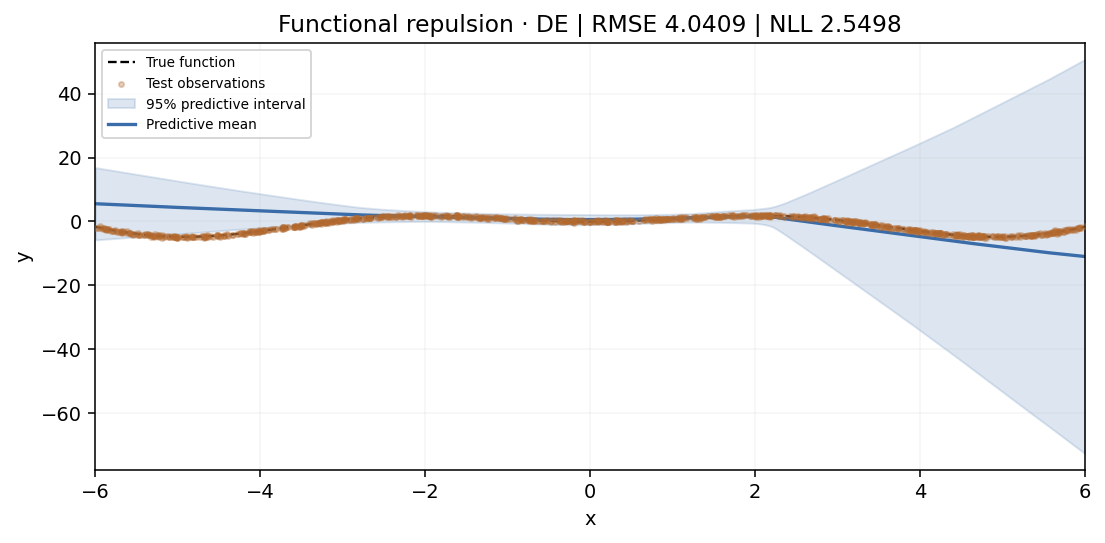 Functional repulsion · DE | RMSE 4.0409 | NLL 2.5498
True function
Test observations
95% predictive interval
Predictive mean
40
20
0
−20
−40
−60
y
−6
−4
−2
0
2
4
6
x